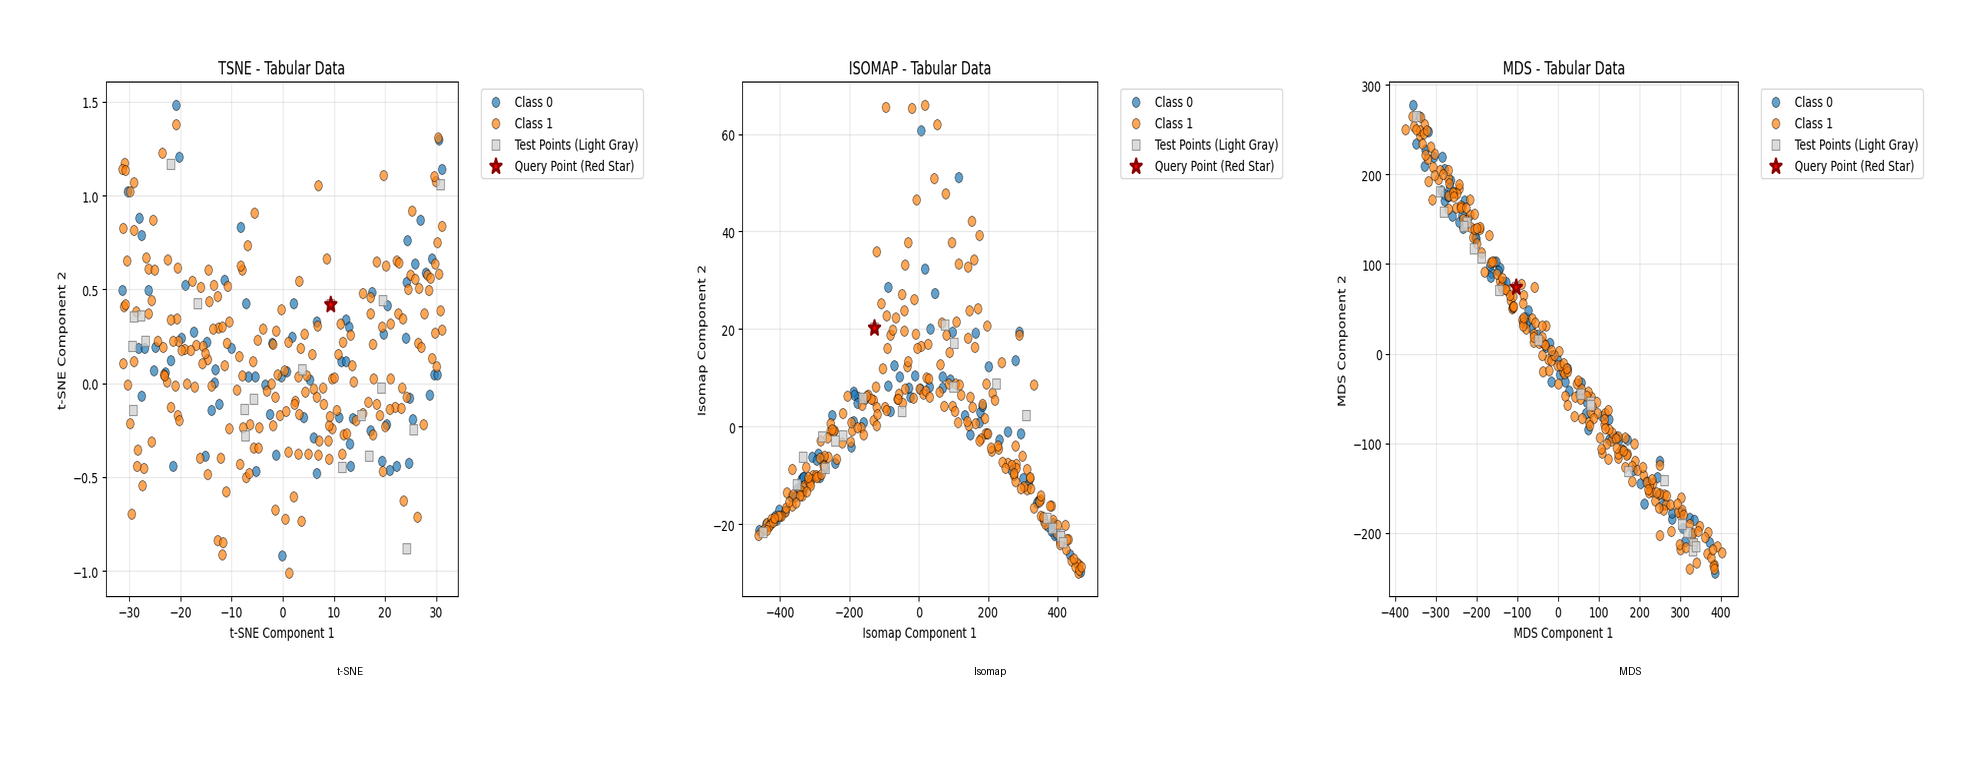 TSNE - Tabular Data
1.5
1.0
0.5
0.0
−0.5
−1.0
t-SNE Component 2
−30 −20 −10 0 10 20 30
t-SNE Component 1
Class 0
Class 1
Test Points (Light Gray)
Query Point (Red Star)
t-SNE
ISOMAP - Tabular Data
60
40
20
0
−20
Isomap Component 2
−400 −200 0 200 400
Isomap Component 1
Class 0
Class 1
Test Points (Light Gray)
Query Point (Red Star)
Isomap
MDS - Tabular Data
300
200
100
0
−100
−200
MDS Component 2
−400 −300 −200 −100 0 100 200 300 400
MDS Component 1
Class 0
Class 1
Test Points (Light Gray)
Query Point (Red Star)
MDS